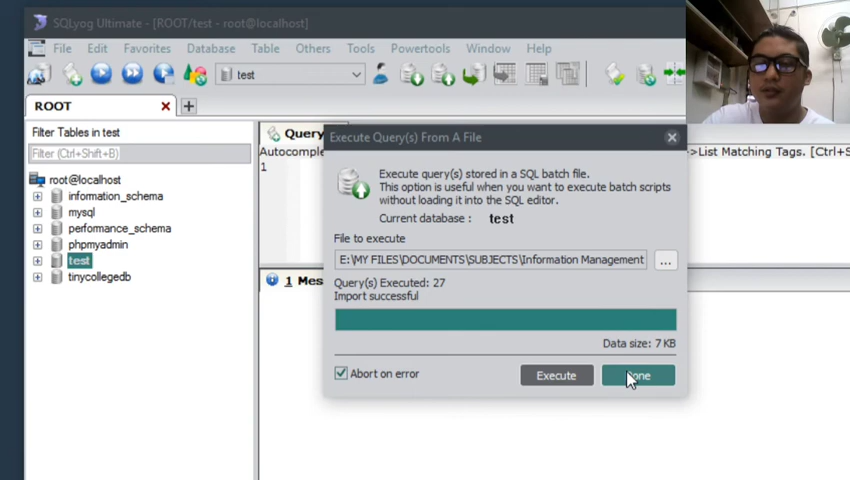 SQLyog Ultimate - [ROOT/test - root@localhost]
File Edit Favorites Database Table Others Tools Powertools Window Help
test
ROOT
Filter Tables in test
Filter (Ctrl+Shift+B)
root@localhost
information_schema
mysql
performance_schema
phpmyadmin
test
tinycollegedb
Query
Autocomple
>List Matching Tags. [Ctrl+S
1
1 Mes
Execute Query(s) From A File
Execute query(s) stored in a SQL batch file.
This option is useful when you want to execute batch scripts
without loading it into the SQL editor.
Current database : test
File to execute
E:\MY FILES\DOCUMENTS\SUBJECTS\Information Management
...
Query(s) Executed: 27
Import successful
Data size: 7 KB
Abort on error
Execute
one